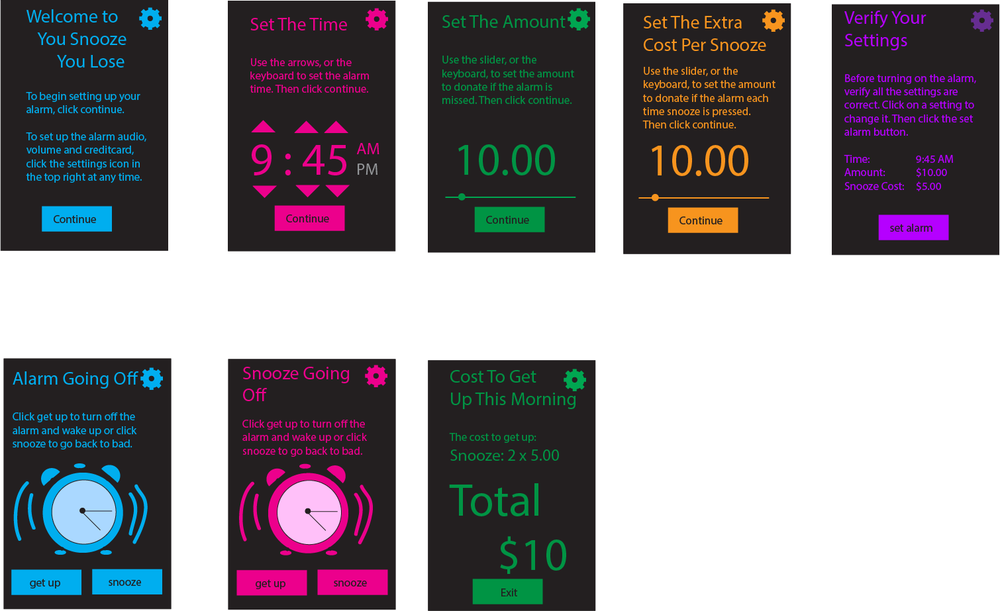 Welcome to
You Snooze
You Lose
To begin setting up your
alarm, click continue.
To set up the alarm audio,
volume and creditcard,
click the settiings icon in
the top right at any time.
Continue
Set The Time
Use the arrows, or the
keyboard to set the alarm
time. Then click continue.
9 : 45
AM
PM
Continue
Set The Amount
Use the slider, or the
keyboard, to set the amount
to donate if the alarm is
missed. Then click continue.
10.00
Continue
Set The Extra
Cost Per Snooze
Use the slider, or the
keyboard, to set the amount
to donate if the alarm each
time snooze is pressed.
Then click continue.
10.00
Continue
Verify Your
Settings
Before turning on the alarm,
verify all the settings are
correct. Click on a setting to
change it. Then click the set
alarm button.
Time: 9:45 AM
Amount: $10.00
Snooze Cost: $5.00
set alarm
Alarm Going Off
Click get up to turn off the
alarm and wake up or click
snooze to go back to bad.
get up
snooze
Snooze Going
Off
Click get up to turn off the
alarm and wake up or click
snooze to go back to bad.
get up
snooze
Cost To Get
Up This Morning
The cost to get up:
Snooze: 2 x 5.00
Total
$10
Exit